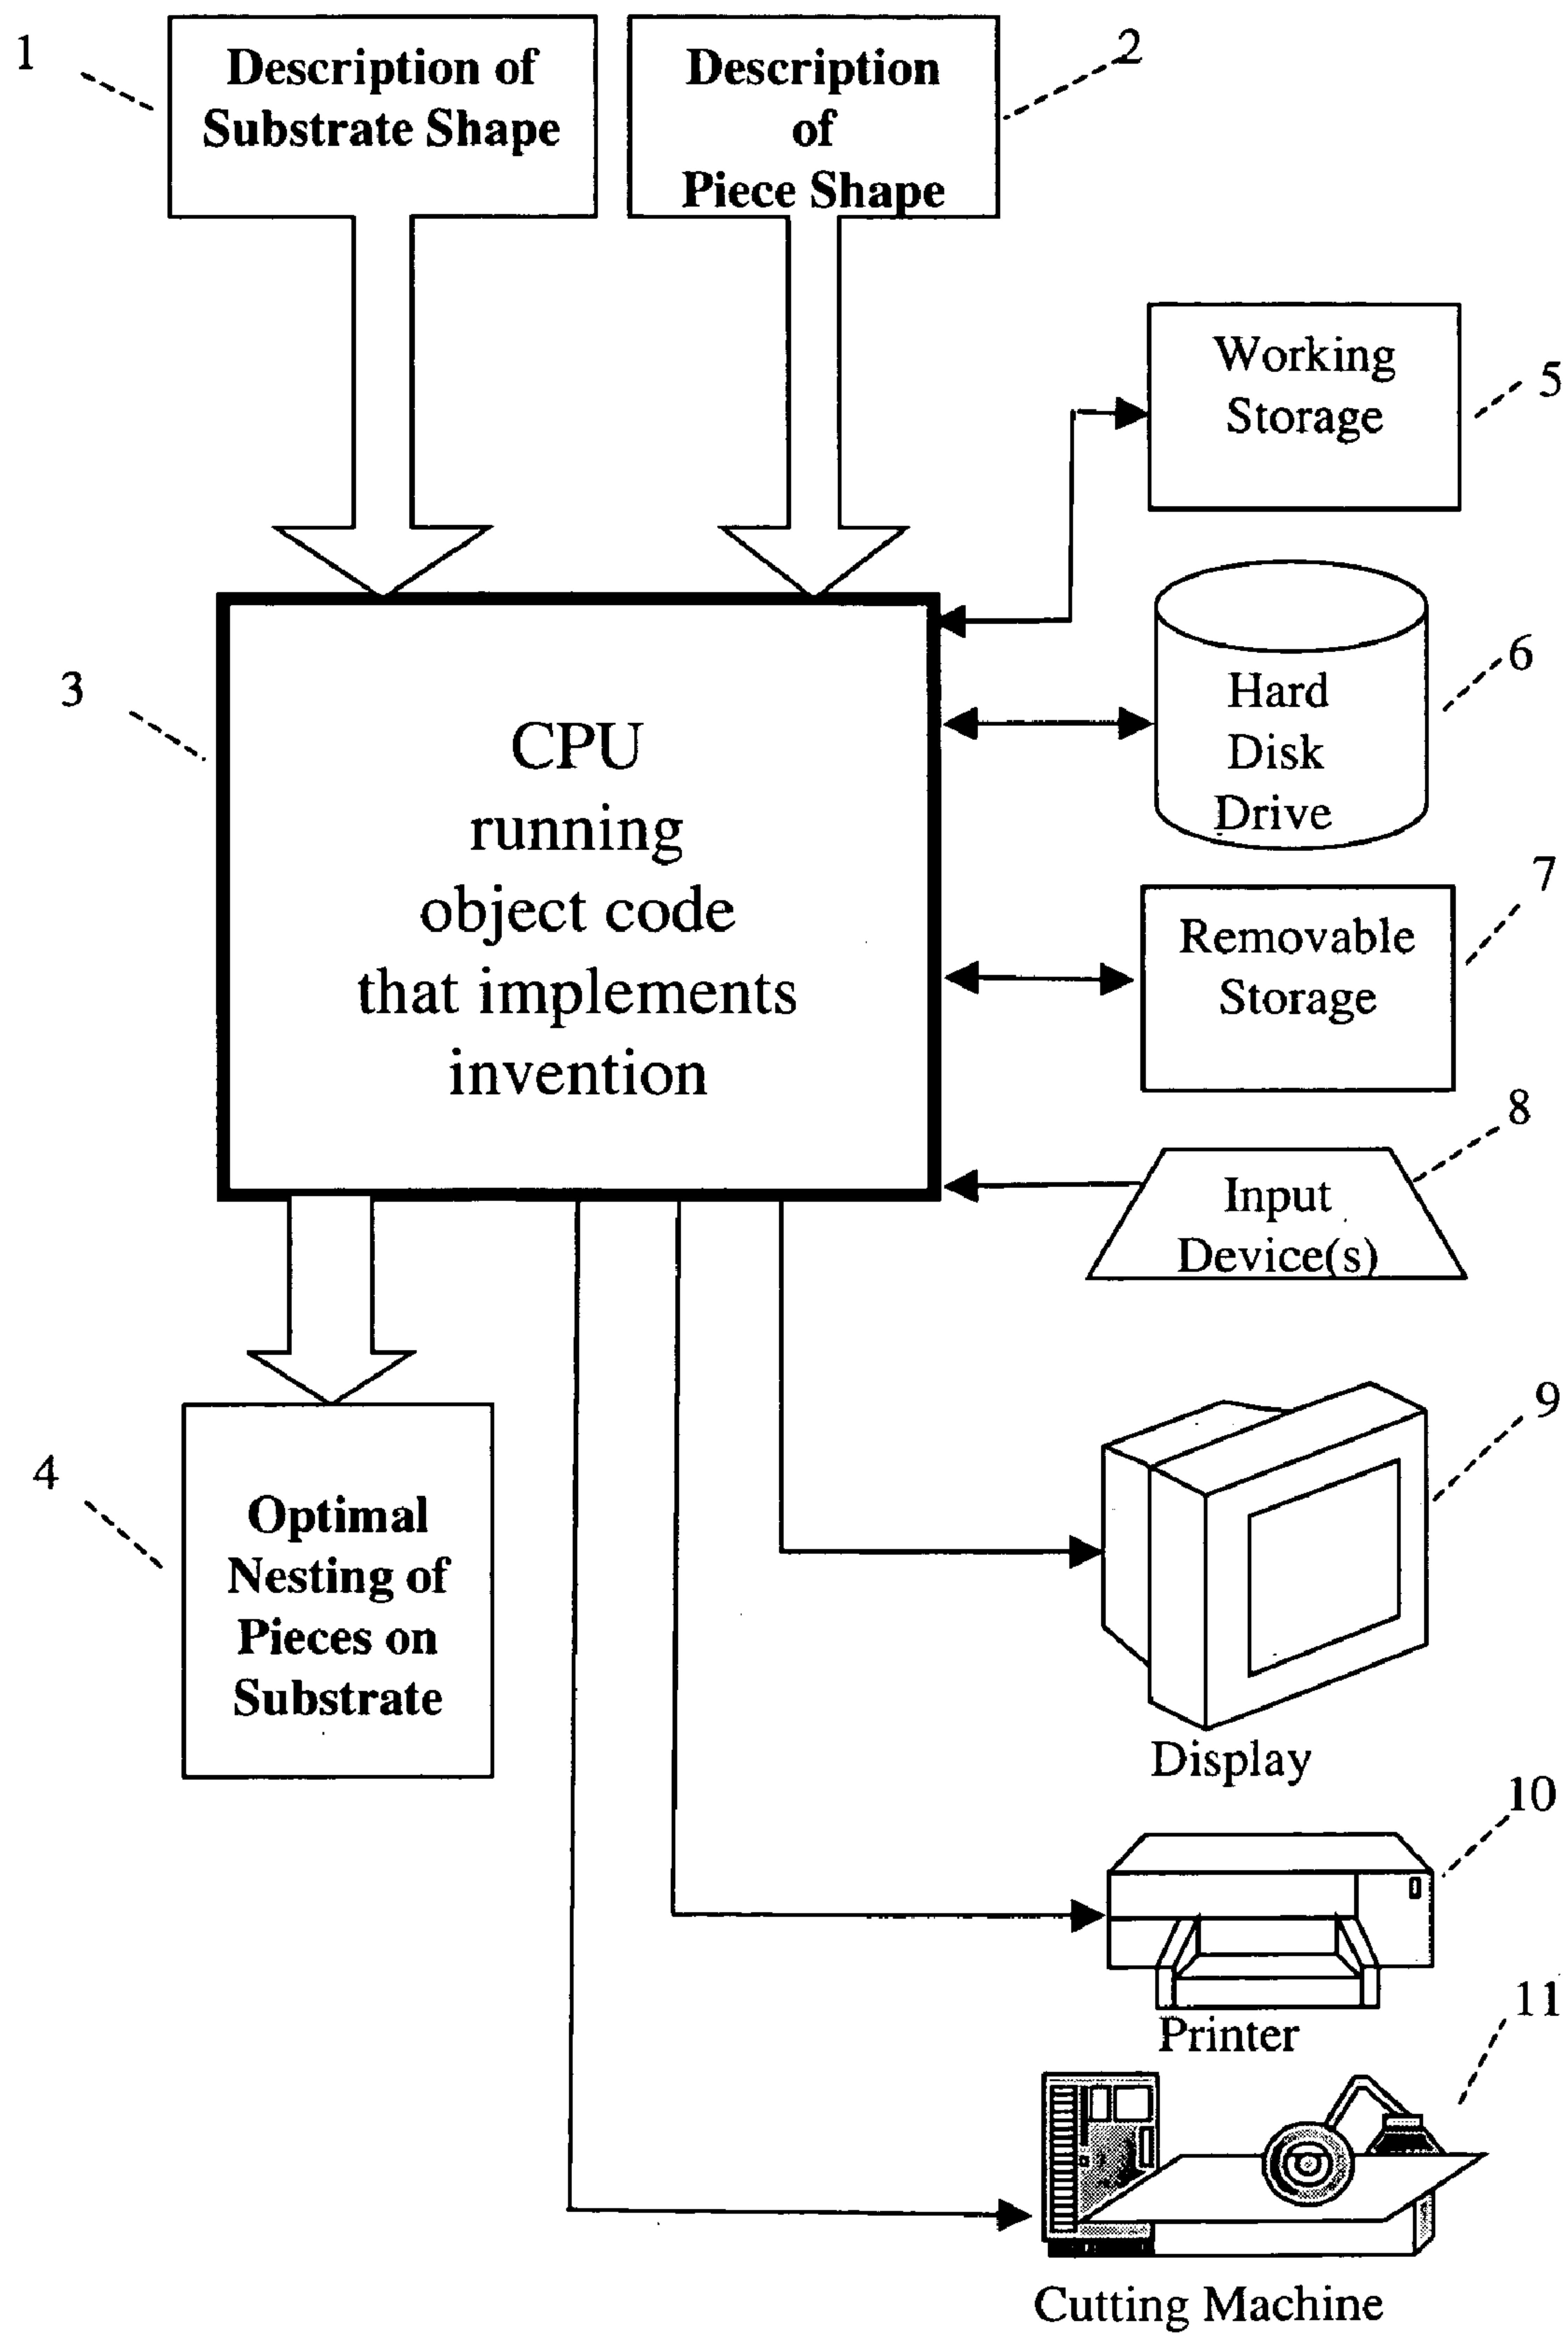 1
Description of
Substrate Shape
2
Description
of
Piece Shape
Working
Storage
5
3
CPU
running
object code
that implements
invention
Hard
Disk
Drive
6
Removable
Storage
7
Input
Device(s)
8
4
Optimal
Nesting of
Pieces on
Substrate
9
Display
10
Printer
11
Cutting Machine